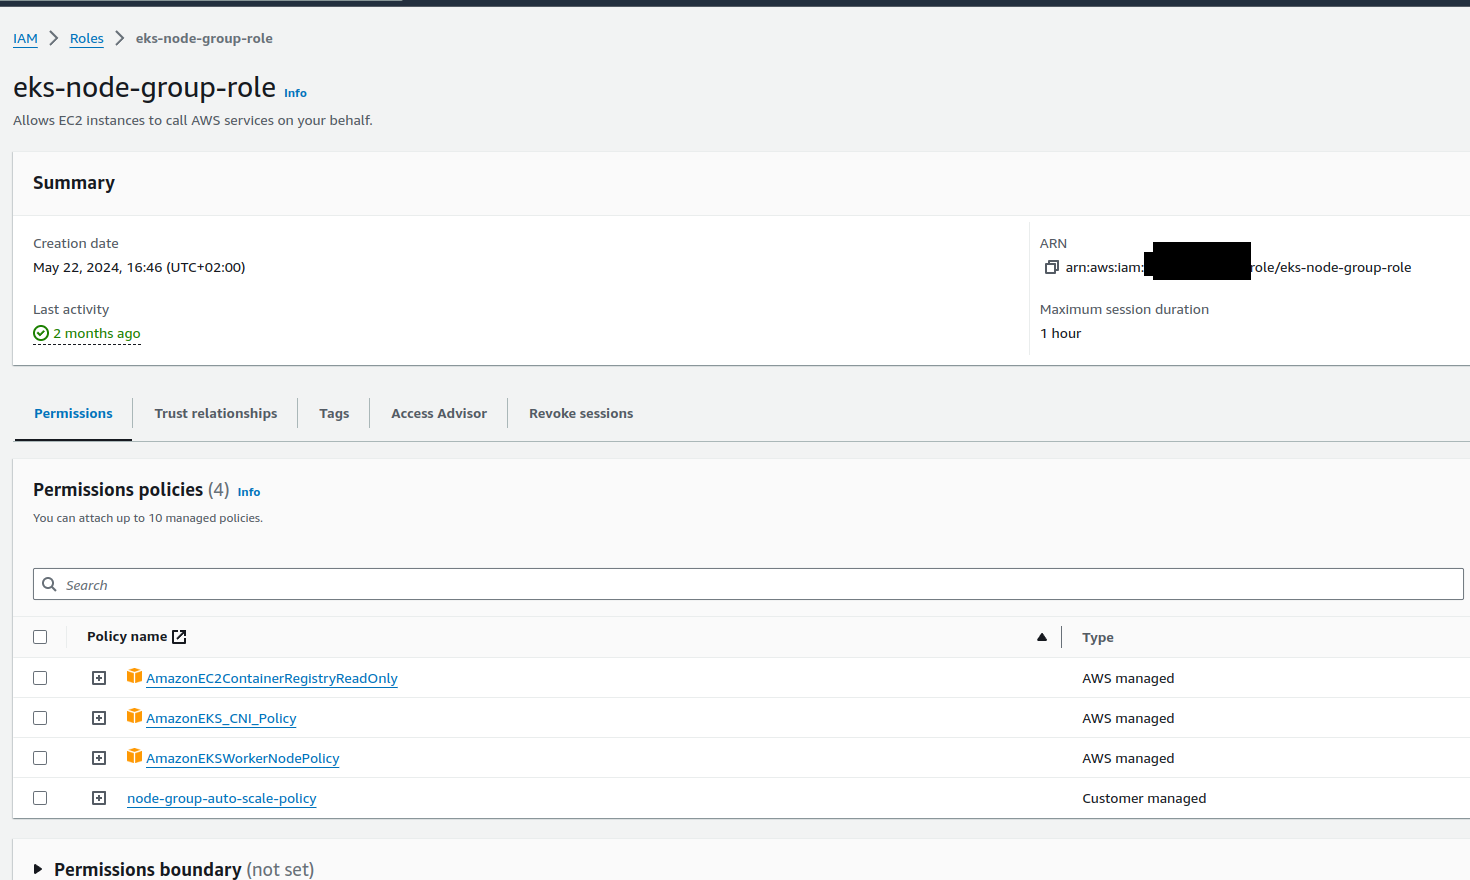 IAM > Roles > eks-node-group-role
eks-node-group-role Info
Allows EC2 instances to call AWS services on your behalf.
Summary
Creation date
May 22, 2024, 16:46 (UTC+02:00)
ARN
arn:aws:iam: role/eks-node-group-role
Last activity
2 months ago
Maximum session duration
1 hour
Permissions Trust relationships Tags Access Advisor Revoke sessions
Permissions policies (4) Info
You can attach up to 10 managed policies.
Search
Policy name Type
AmazonEC2ContainerRegistryReadOnly AWS managed
AmazonEKS_CNI_Policy AWS managed
AmazonEKSWorkerNodePolicy AWS managed
node-group-auto-scale-policy Customer managed
Permissions boundary (not set)